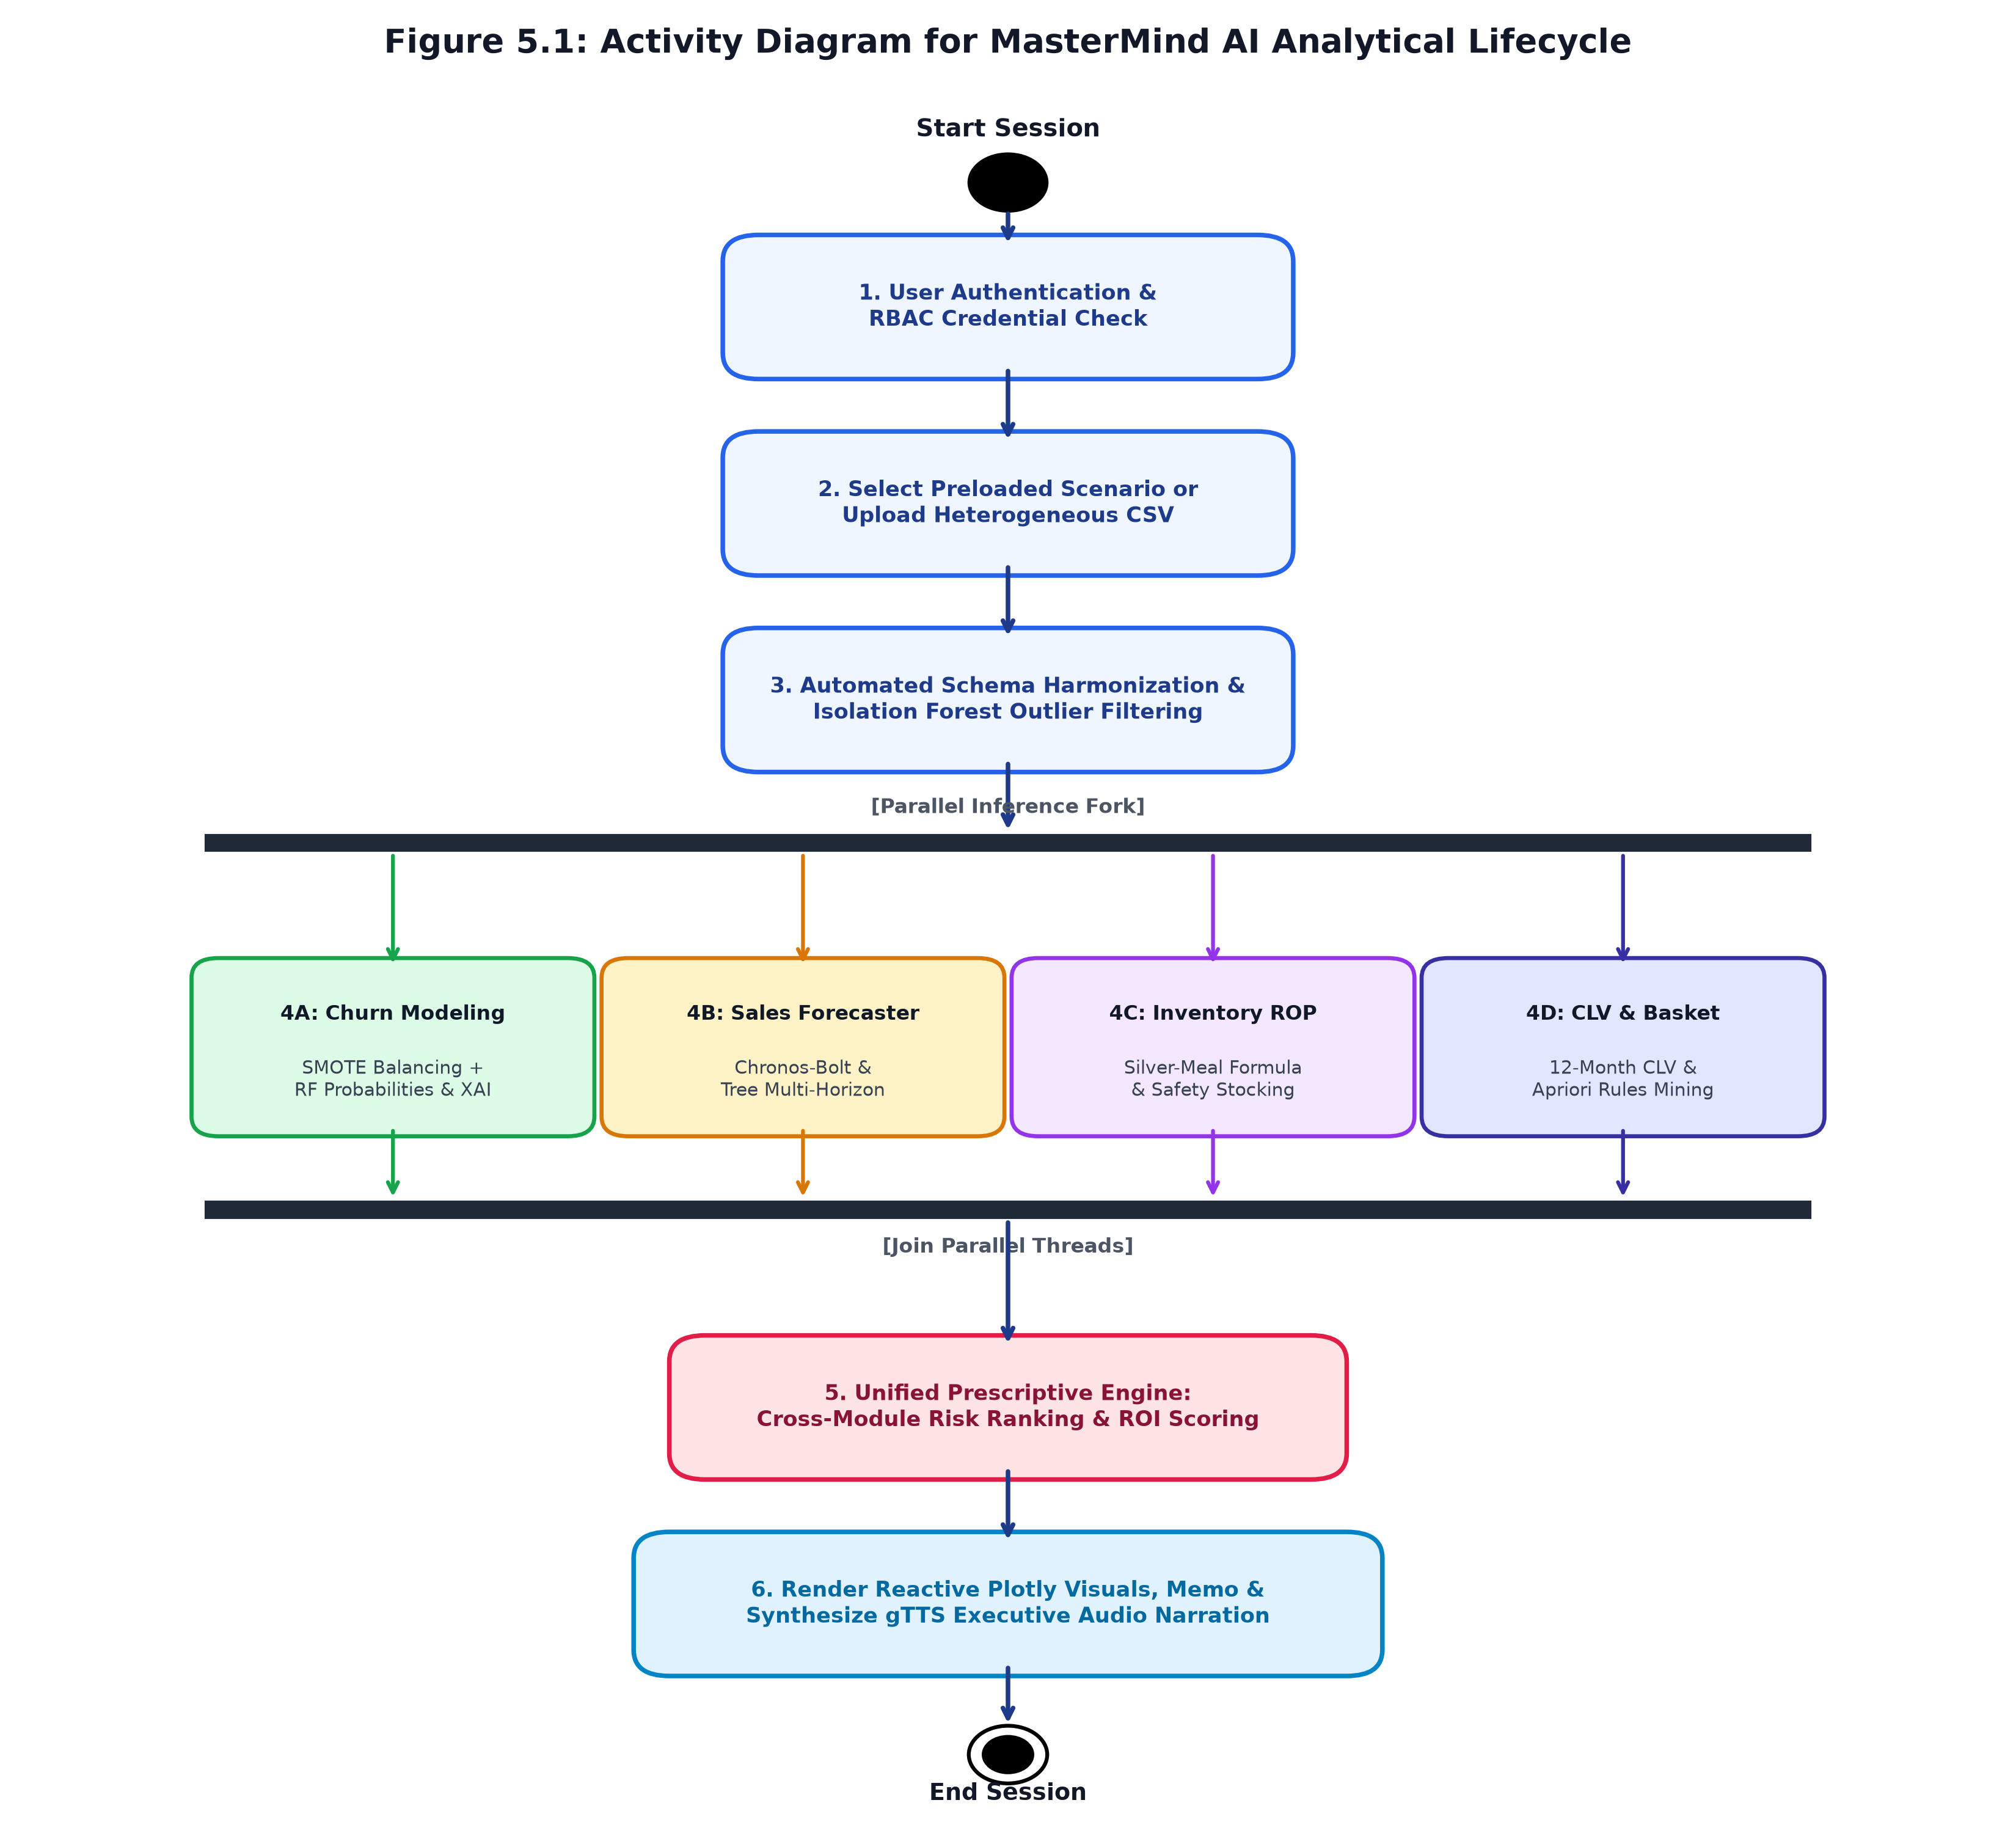 Figure 5.1: Activity Diagram for MasterMind AI Analytical Lifecycle
Start Session
1. User Authentication &
RBAC Credential Check
2. Select Preloaded Scenario or
Upload Heterogeneous CSV
3. Automated Schema Harmonization &
Isolation Forest Outlier Filtering
[Parallel Inference Fork]
4A: Churn Modeling
SMOTE Balancing +
RF Probabilities & XAI
4B: Sales Forecaster
Chronos-Bolt &
Tree Multi-Horizon
4C: Inventory ROP
Silver-Meal Formula
& Safety Stocking
4D: CLV & Basket
12-Month CLV &
Apriori Rules Mining
[Join Parallel Threads]
5. Unified Prescriptive Engine:
Cross-Module Risk Ranking & ROI Scoring
6. Render Reactive Plotly Visuals, Memo &
Synthesize gTTS Executive Audio Narration
End Session